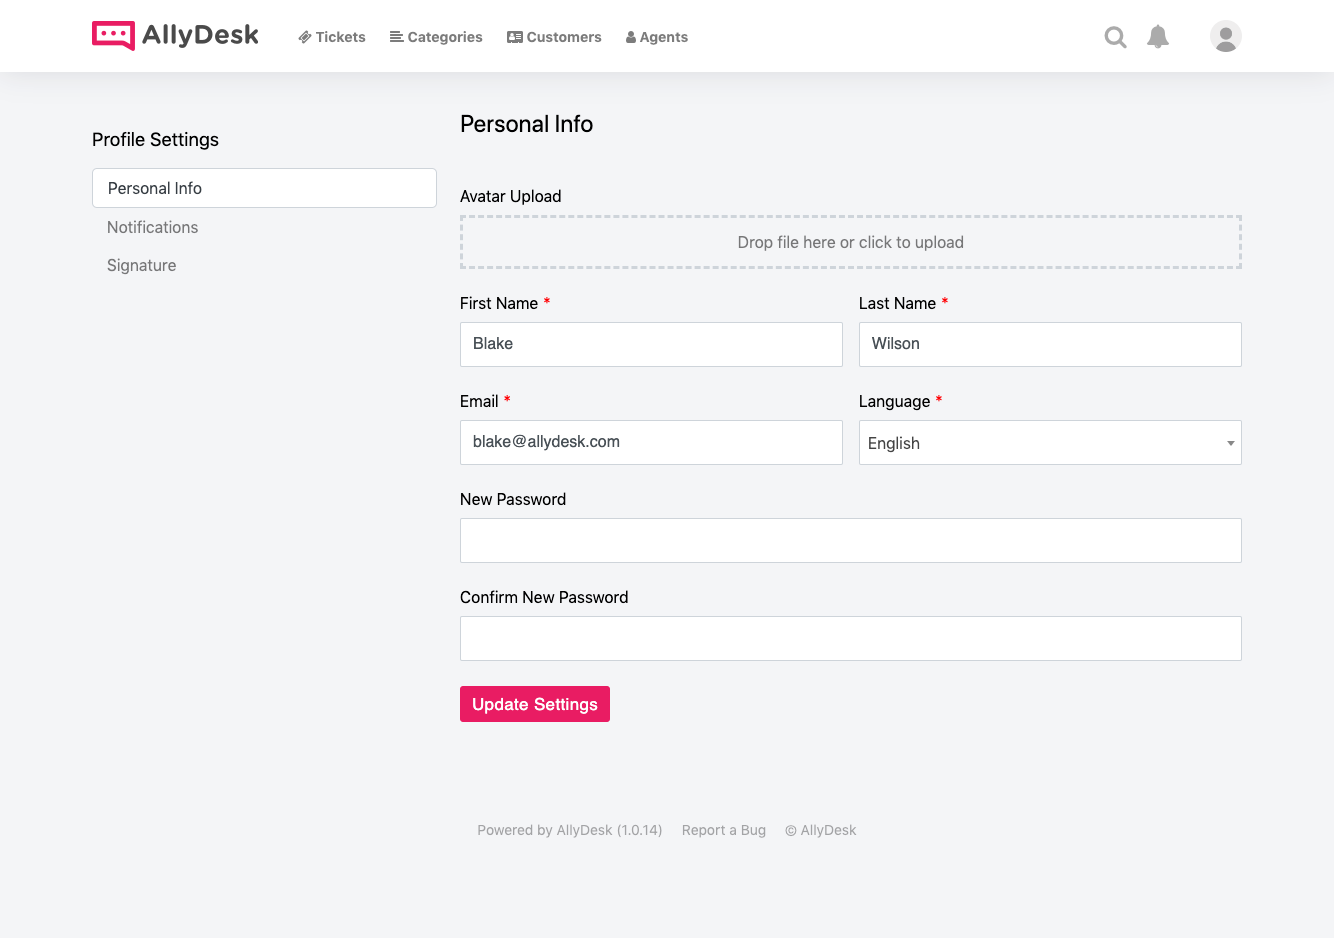 AllyDesk Tickets Categories Customers Agents
Profile Settings
Personal Info
Notifications
Signature
Personal Info
Avatar Upload
Drop file here or click to upload
First Name * Last Name *
Blake Wilson
Email * Language *
blake@allydesk.com English
New Password
Confirm New Password
Update Settings
Powered by AllyDesk (1.0.14) Report a Bug © AllyDesk